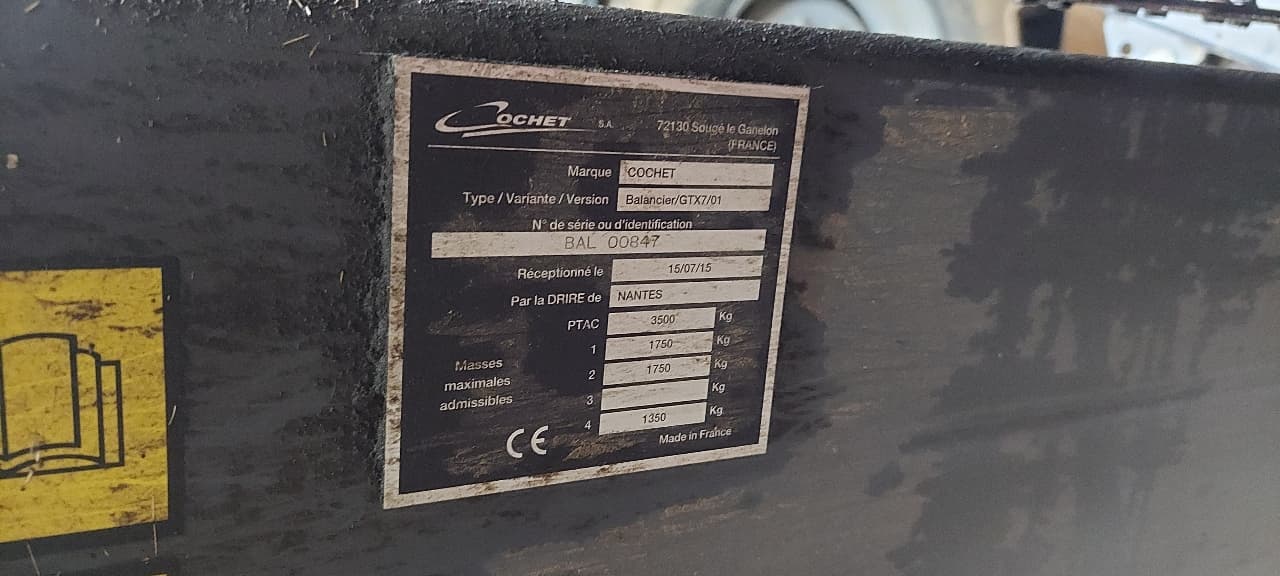 COCHET S.A. 72130 Sougé le Ganelon
(FRANCE)
Marque COCHET
Type / Variante / Version Balancier/GTX7/01
N° de série ou d'identification
BAL 00847
Réceptionné le 15/07/15
Par la DRIRE de NANTES
PTAC 3500 Kg
Masses maximales admissibles
1 1750 Kg
2 1750 Kg
3 Kg
4 1350 Kg
CE Made in France